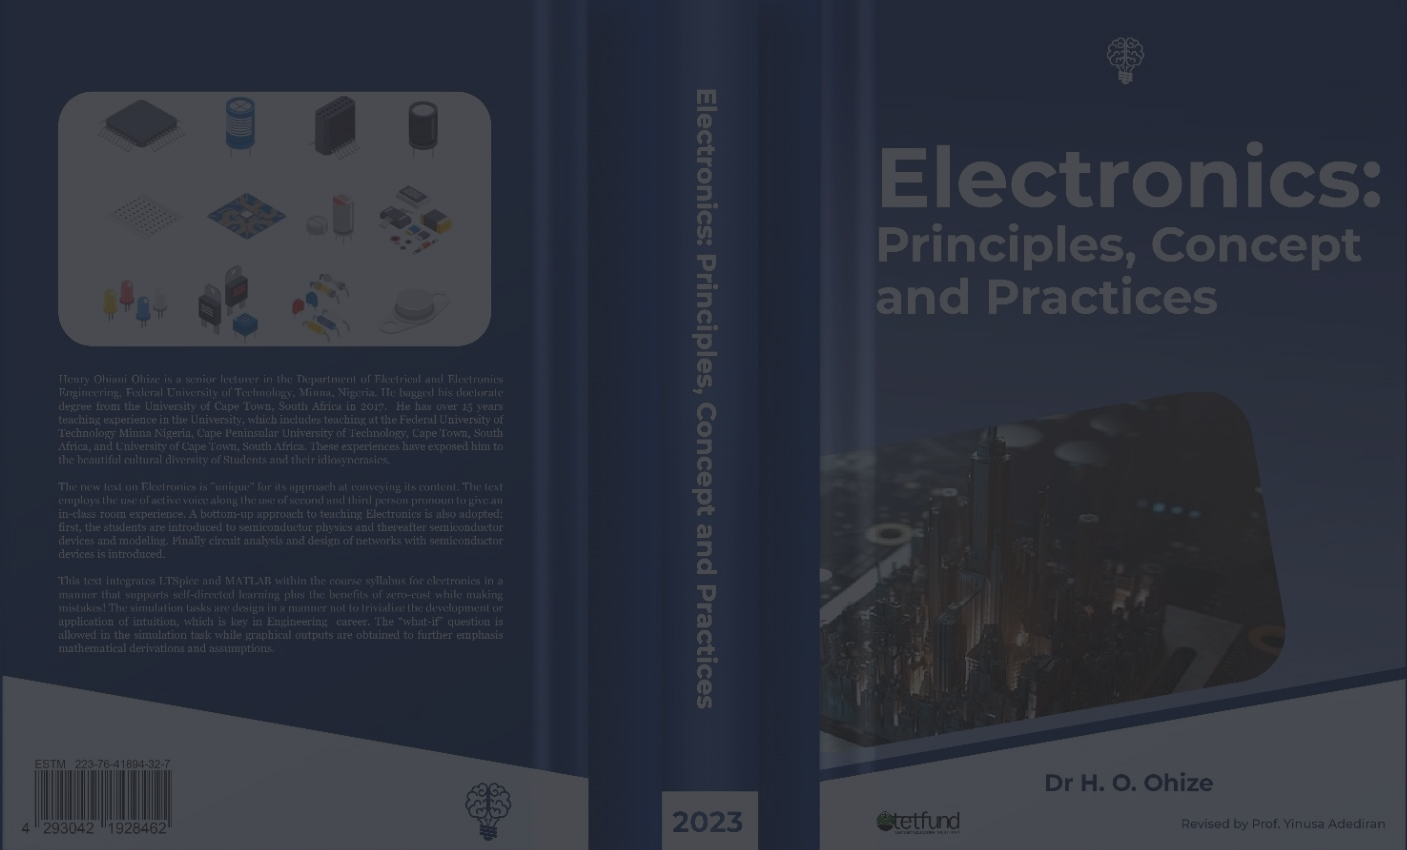 Henry Ohiani Ohize is a senior lecturer in the Department of Electrical and Electronics
Engineering, Federal University of Technology, Minna, Nigeria. He bagged his doctorate
degree from the University of Cape Town, South Africa in 2017. He has over 15 years
teaching experience in the University, which includes teaching at the Federal University of
Technology Minna Nigeria, Cape Peninsular University of Technology, Cape Town, South
Africa, and University of Cape Town, South Africa. These experiences have exposed him to
the beautiful cultural diversity of Students and their idiosyncrasies.
The new text on Electronics is "unique" for its approach at conveying its content. The text
employs the use of active voice along the use of second and third person pronoun to give an
in-class room experience. A bottom-up approach to teaching Electronics is also adopted;
first, the students are introduced to semiconductor physics and thereafter semiconductor
devices and modeling. Finally circuit analysis and design of networks with semiconductor
devices is introduced.
This text integrates LTSpice and MATLAB within the course syllabus for electronics in a
manner that supports self-directed learning plus the benefits of zero-cost while making
mistakes! The simulation tasks are design in a manner not to trivialize the development or
application of intuition, which is key in Engineering career. The "what-if" question is
allowed in the simulation task while graphical outputs are obtained to further emphasis
mathematical derivations and assumptions.
ESTM 223-76-41894-32-7
4 293042 1928462
Electronics: Principles, Concept and Practices
2023
Electronics:
Principles, Concept
and Practices
Dr H. O. Ohize
tetfund
Revised by Prof. Yinusa Adediran